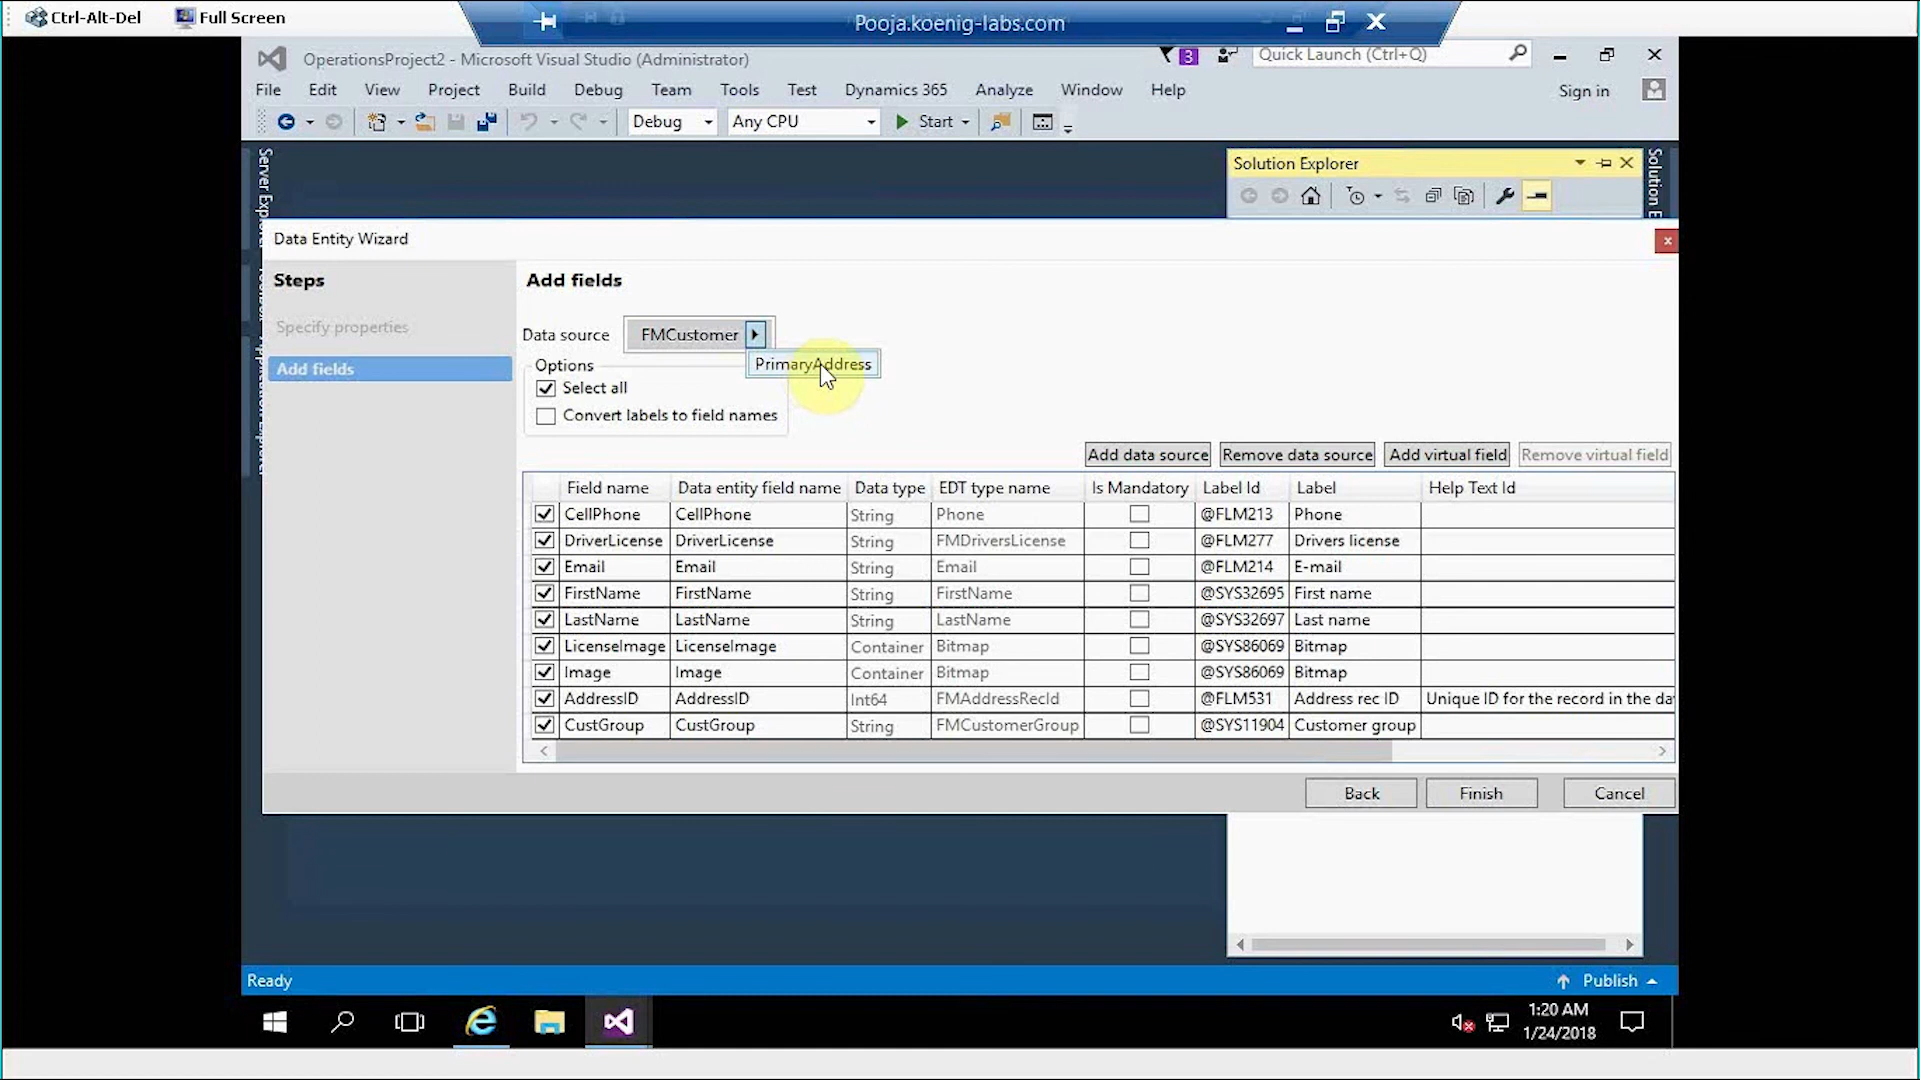 Ctrl-Alt-Del Full Screen
Pooja.koenig-labs.com
OperationsProject2 - Microsoft Visual Studio (Administrator)
3
Quick Launch (Ctrl+Q)
File Edit View Project Build Debug Team Tools Test Dynamics 365 Analyze Window Help
Sign in
Debug Any CPU Start
Server Explorer
Solution Explorer
Solution E
Data Entity Wizard
Steps
Specify properties
Add fields
Add fields
Data source FMCustomer
PrimaryAddress
Options
Select all
Convert labels to field names
Add data source Remove data source Add virtual field Remove virtual field
Field name Data entity field name Data type EDT type name Is Mandatory Label Id Label Help Text Id
CellPhone CellPhone String Phone @FLM213 Phone
DriverLicense DriverLicense String FMDriversLicense @FLM277 Drivers license
Email Email String Email @FLM214 E-mail
FirstName FirstName String FirstName @SYS32695 First name
LastName LastName String LastName @SYS32697 Last name
LicenseImage LicenseImage Container Bitmap @SYS86069 Bitmap
Image Image Container Bitmap @SYS86069 Bitmap
AddressID AddressID Int64 FMAddressRecId @FLM531 Address rec ID Unique ID for the record in the da
CustGroup CustGroup String FMCustomerGroup @SYS11904 Customer group
Back Finish Cancel
Ready
Publish
1:20 AM
1/24/2018